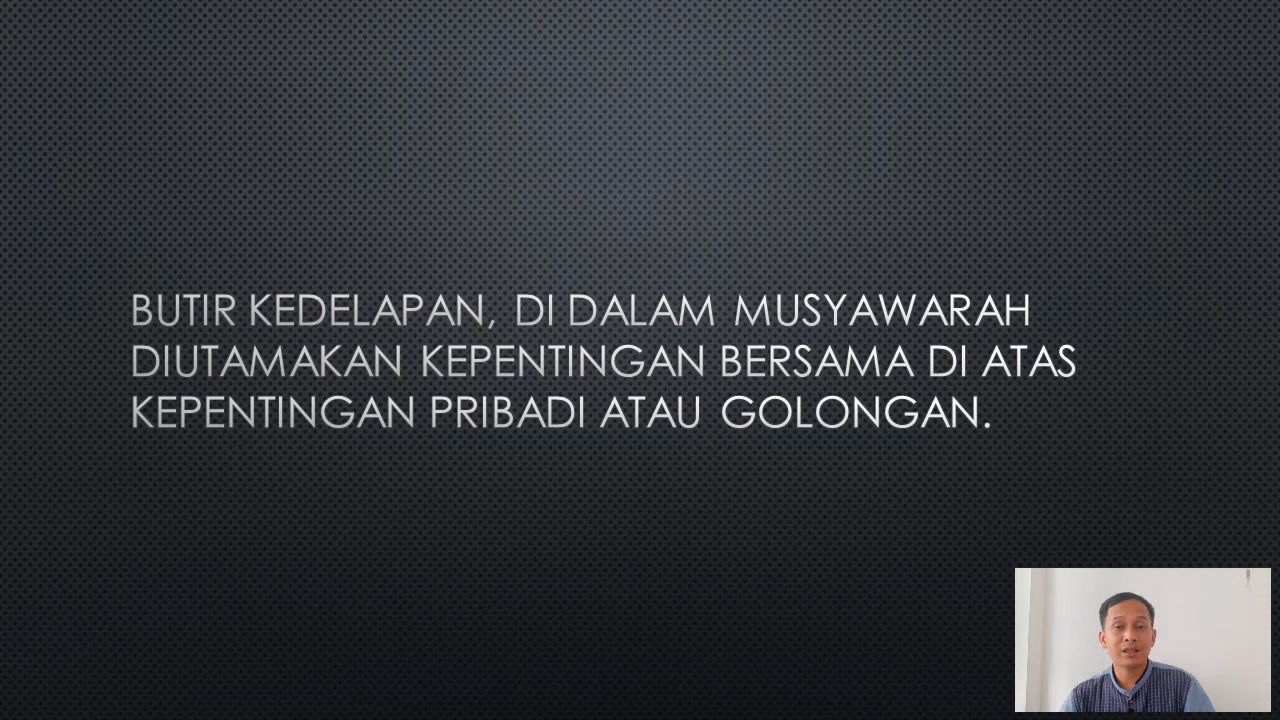 BUTIR KEDELAPAN, DI DALAM MUSYAWARAH
DIUTAMAKAN KEPENTINGAN BERSAMA DI ATAS
KEPENTINGAN PRIBADI ATAU GOLONGAN.